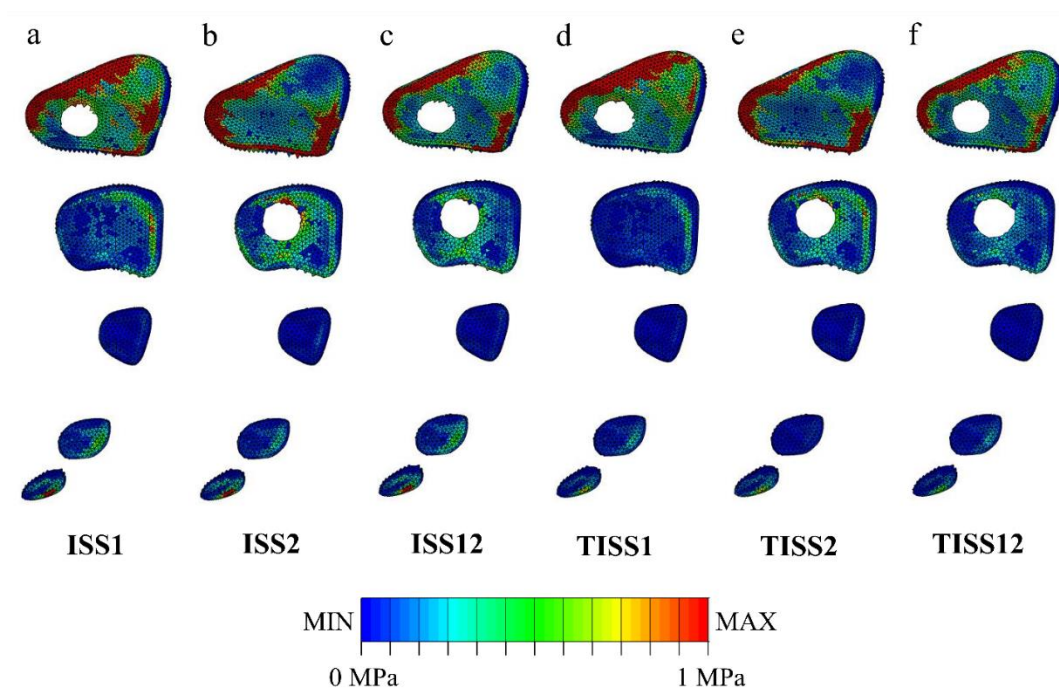 a b c d e f
ISS1 ISS2 ISS12 TISS1 TISS2 TISS12
MIN MAX
0 MPa 1 MPa